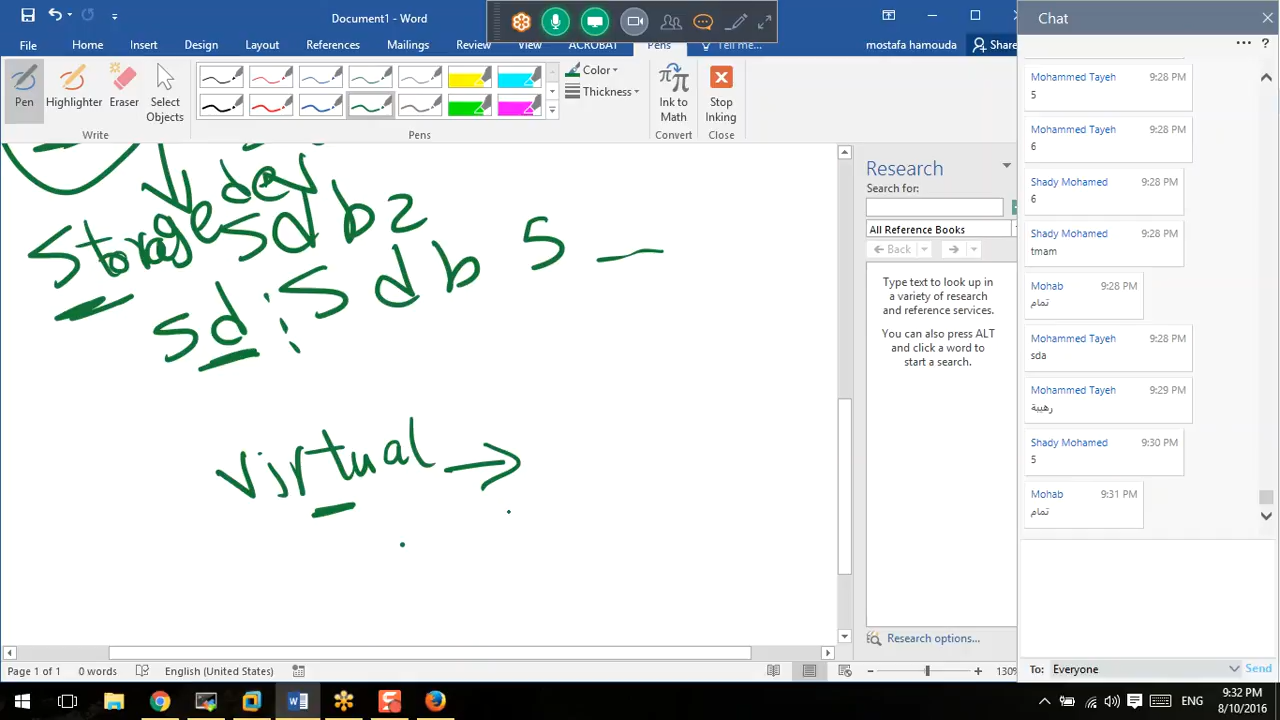 Document1 - Word
mostafa hamouda
Share
File
Home
Insert
Design
Layout
References
Mailings
Review
View
ACROBAT
Pens
Tell me...
Pen
Highlighter
Eraser
Select Objects
Color
Thickness
Ink to Math
Stop Inking
Write
Pens
Convert
Close
Storage dev
sdb2
sd : Sdb 5
virtual →
Research
Search for:
All Reference Books
Back
Type text to look up in
a variety of research
and reference services.
You can also press ALT
and click a word to
start a search.
Research options...
Chat
Mohammed Tayeh 9:28 PM
5
Mohammed Tayeh 9:28 PM
6
Shady Mohamed 9:28 PM
6
Shady Mohamed 9:28 PM
tmam
Mohab 9:28 PM
تمام
Mohammed Tayeh 9:28 PM
sda
Mohammed Tayeh 9:29 PM
رهيبة
Shady Mohamed 9:30 PM
5
Mohab 9:31 PM
تمام
To: Everyone Send
Page 1 of 1 0 words English (United States) 130%
ENG
9:32 PM
8/10/2016